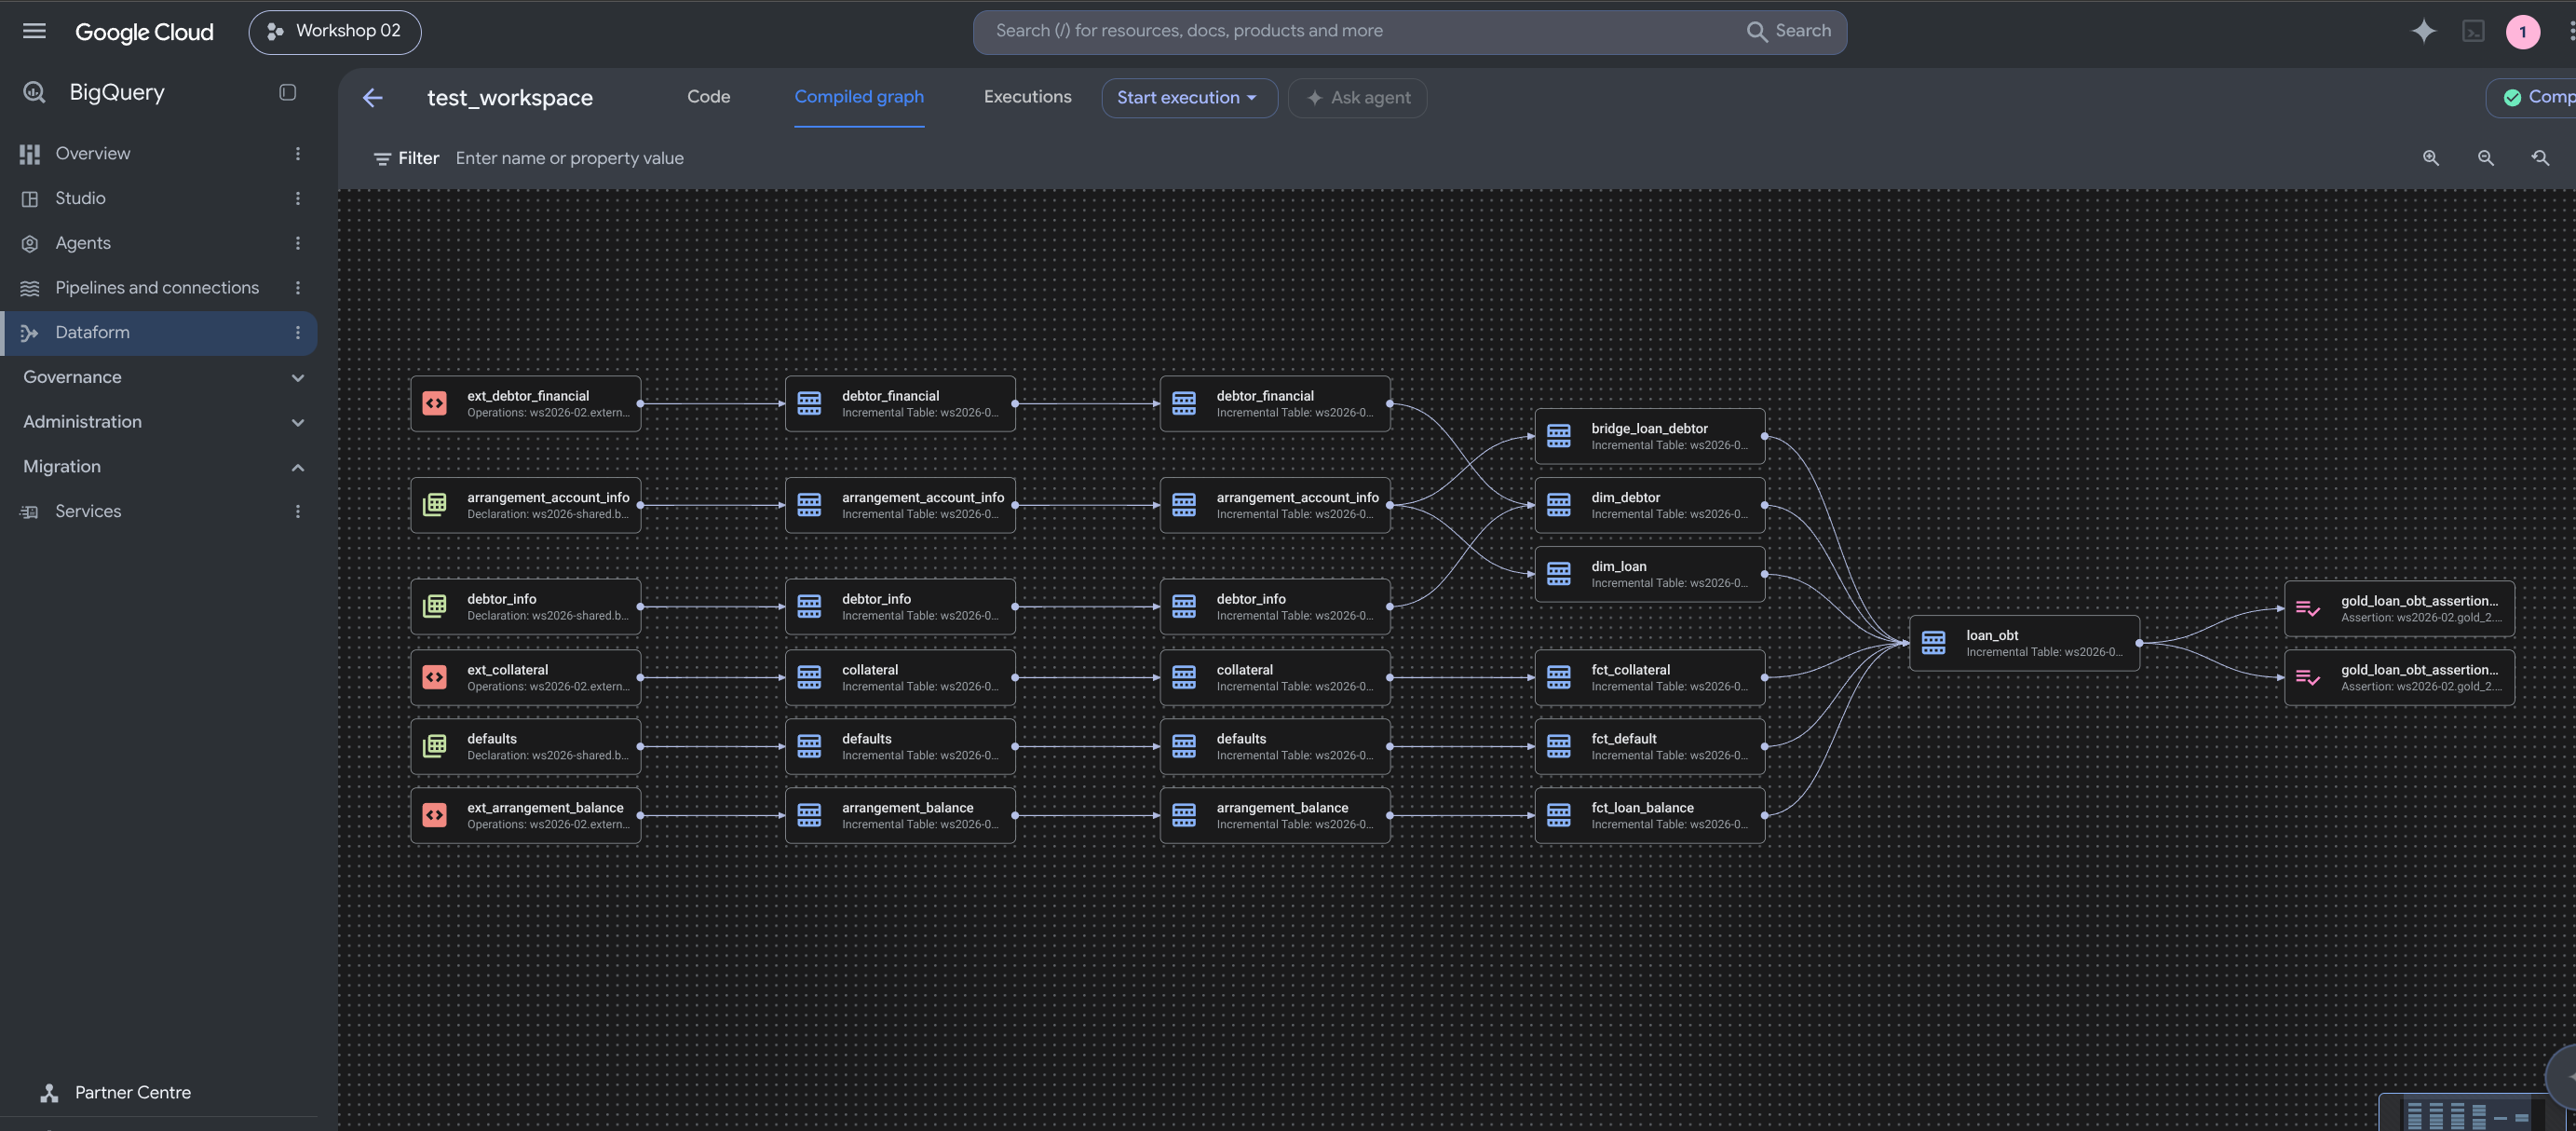 Google Cloud
Workshop 02
Search (/) for resources, docs, products and more
Search
1
BigQuery
Overview
Studio
Agents
Pipelines and connections
Dataform
Governance
Administration
Migration
Services
Partner Centre
test_workspace
Code
Compiled graph
Executions
Start execution
Ask agent
Comp
Filter
Enter name or property value
ext_debtor_financial
Operations: ws2026-02.extern...
debtor_financial
Incremental Table: ws2026-0...
debtor_financial
Incremental Table: ws2026-0...
bridge_loan_debtor
Incremental Table: ws2026-0...
arrangement_account_info
Declaration: ws2026-shared.b...
arrangement_account_info
Incremental Table: ws2026-0...
arrangement_account_info
Incremental Table: ws2026-0...
dim_debtor
Incremental Table: ws2026-0...
dim_loan
Incremental Table: ws2026-0...
debtor_info
Declaration: ws2026-shared.b...
debtor_info
Incremental Table: ws2026-0...
debtor_info
Incremental Table: ws2026-0...
loan_obt
Incremental Table: ws2026-0...
gold_loan_obt_assertion...
Assertion: ws2026-02.gold_2....
ext_collateral
Operations: ws2026-02.extern...
collateral
Incremental Table: ws2026-0...
collateral
Incremental Table: ws2026-0...
fct_collateral
Incremental Table: ws2026-0...
gold_loan_obt_assertion...
Assertion: ws2026-02.gold_2....
defaults
Declaration: ws2026-shared.b...
defaults
Incremental Table: ws2026-0...
defaults
Incremental Table: ws2026-0...
fct_default
Incremental Table: ws2026-0...
ext_arrangement_balance
Operations: ws2026-02.extern...
arrangement_balance
Incremental Table: ws2026-0...
arrangement_balance
Incremental Table: ws2026-0...
fct_loan_balance
Incremental Table: ws2026-0...